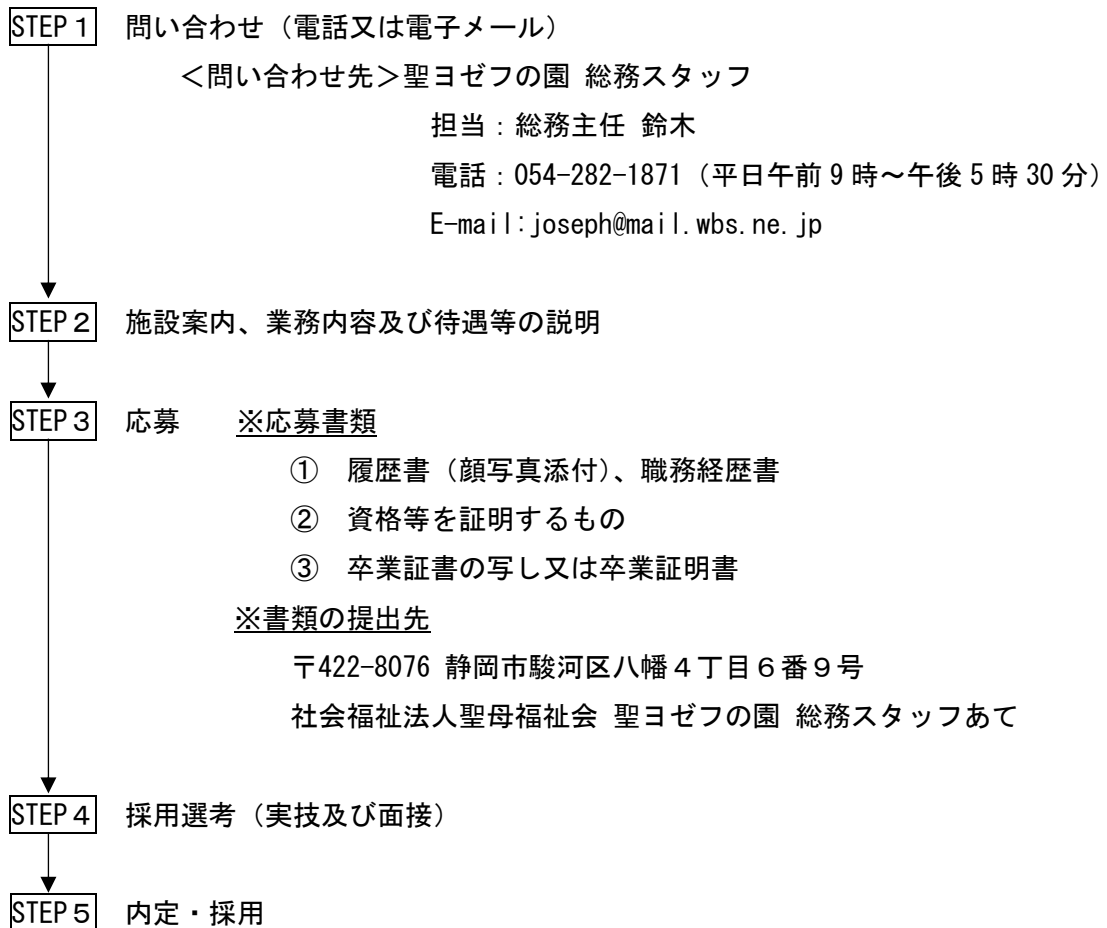 STEP１ 問い合わせ（電話又は電子メール）
＜問い合わせ先＞聖ヨゼフの園 総務スタッフ
担当：総務主任 鈴木
電話：054-282-1871（平日午前９時～午後５時30分）
E-mail:joseph@mail.wbs.ne.jp
STEP２ 施設案内、業務内容及び待遇等の説明
STEP３ 応募 ※応募書類
① 履歴書（顔写真添付）、職務経歴書
② 資格等を証明するもの
③ 卒業証書の写し又は卒業証明書
※書類の提出先
〒422-8076 静岡市駿河区八幡４丁目６番９号
社会福祉法人聖母福祉会 聖ヨゼフの園 総務スタッフあて
STEP４ 採用選考（実技及び面接）
STEP５ 内定・採用